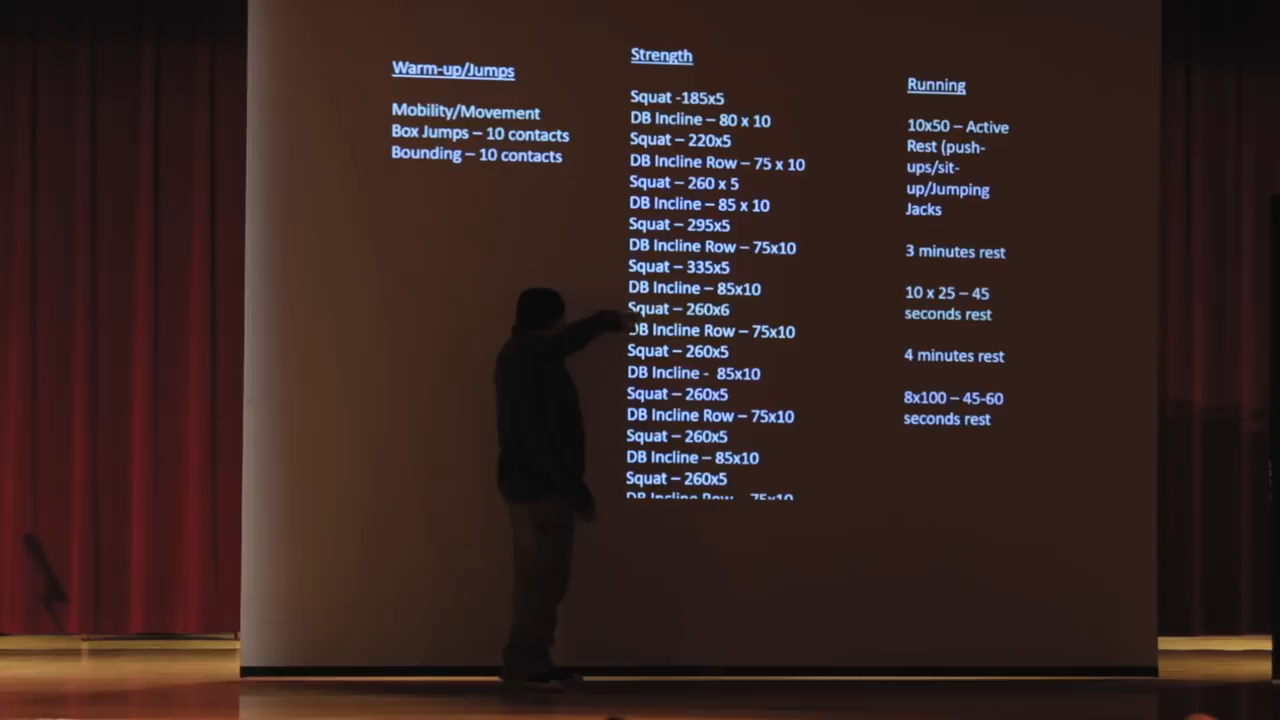 Warm-up/Jumps
Mobility/Movement
Box Jumps – 10 contacts
Bounding – 10 contacts
Strength
Squat -185x5
DB Incline – 80 x 10
Squat – 220x5
DB Incline Row – 75 x 10
Squat – 260 x 5
DB Incline – 85 x 10
Squat – 295x5
DB Incline Row – 75x10
Squat – 335x5
DB Incline – 85x10
Squat – 260x6
DB Incline Row – 75x10
Squat – 260x5
DB Incline - 85x10
Squat – 260x5
DB Incline Row – 75x10
Squat – 260x5
DB Incline – 85x10
Squat – 260x5
DB Incline Row – 75x10
Running
10x50 – Active
Rest (push-
ups/sit-
up/Jumping
Jacks
3 minutes rest
10 x 25 – 45
seconds rest
4 minutes rest
8x100 – 45-60
seconds rest